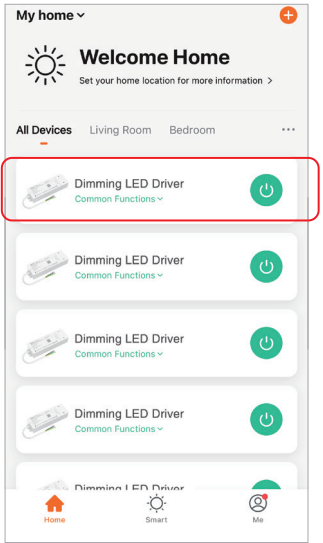 My home
Welcome Home
Set your home location for more information >
All Devices Living Room Bedroom ...
Dimming LED Driver
Common Functions
Dimming LED Driver
Common Functions
Dimming LED Driver
Common Functions
Dimming LED Driver
Common Functions
Dimming LED Driver
Home Smart Me